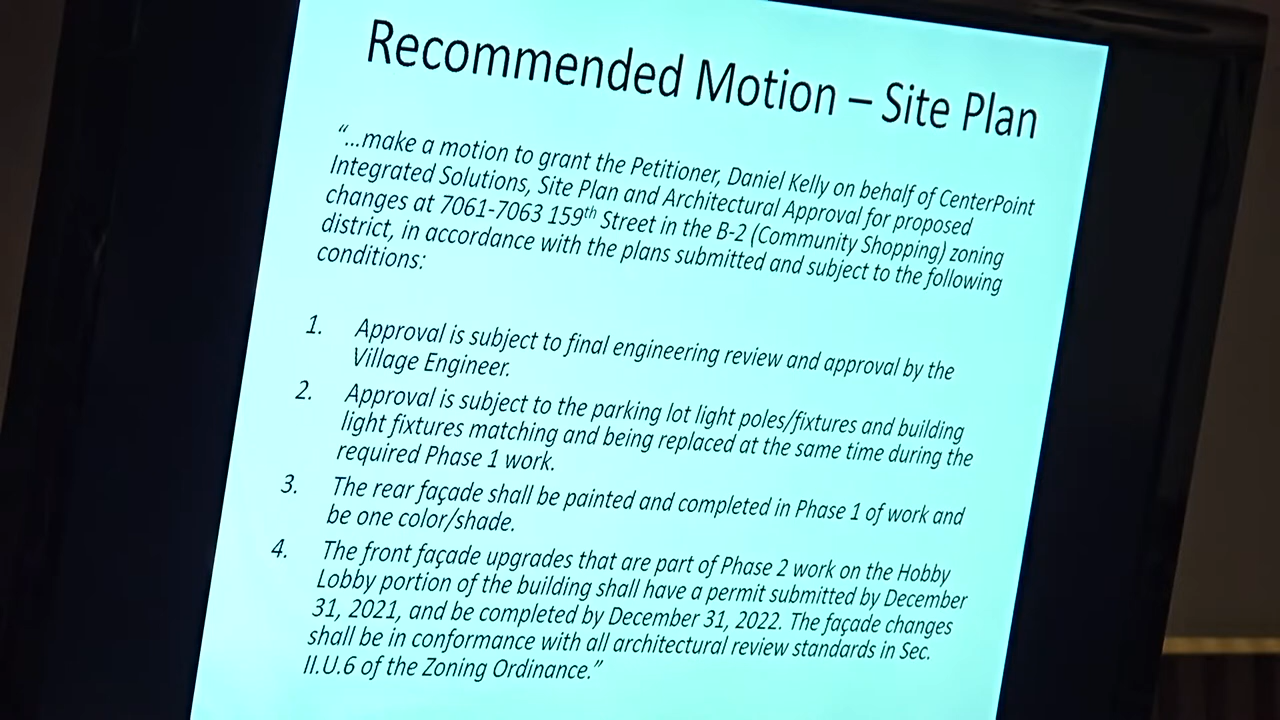 Recommended Motion – Site Plan
“...make a motion to grant the Petitioner, Daniel Kelly on behalf of CenterPoint
Integrated Solutions, Site Plan and Architectural Approval for proposed
changes at 7061-7063 159th Street in the B-2 (Community Shopping) zoning
district, in accordance with the plans submitted and subject to the following
conditions:
1. Approval is subject to final engineering review and approval by the
Village Engineer.
2. Approval is subject to the parking lot light poles/fixtures and building
light fixtures matching and being replaced at the same time during the
required Phase 1 work.
3. The rear façade shall be painted and completed in Phase 1 of work and
be one color/shade.
4. The front façade upgrades that are part of Phase 2 work on the Hobby
Lobby portion of the building shall have a permit submitted by December
31, 2021, and be completed by December 31, 2022. The façade changes
shall be in conformance with all architectural review standards in Sec.
II.U.6 of the Zoning Ordinance.”